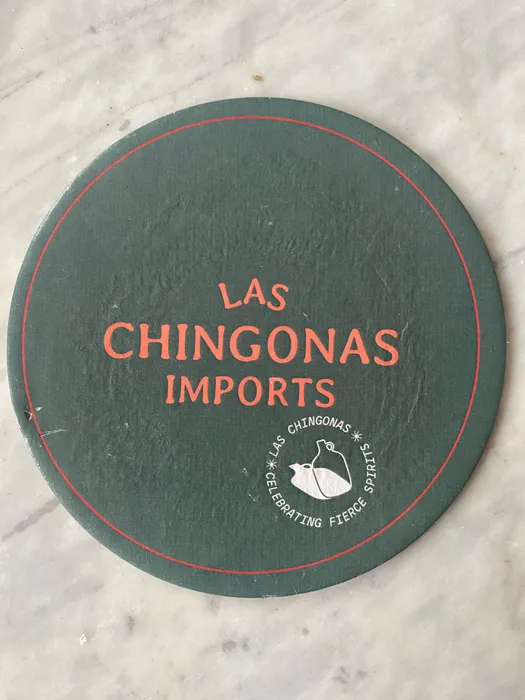 LAS
CHINGONAS
IMPORTS
LAS CHINGONAS
CELEBRATING FIERCE SPIRITS